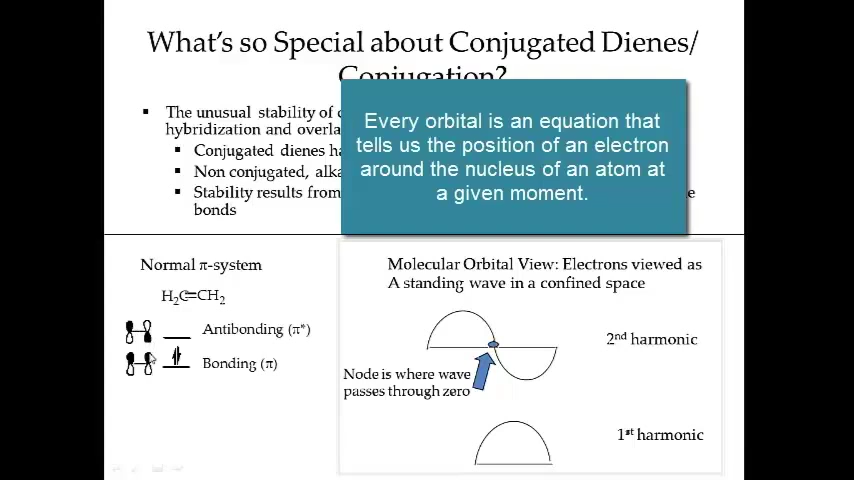 What's so Special about Conjugated Dienes/
Conjugation?
The unusual stability of
hybridization and
Conjugated dienes
Non conjugated,
Stability results from
bonds
Every orbital is an equation that
tells us the position of an electron
around the nucleus of an atom at
a given moment.
Normal π-system
H₂C=CH₂
Antibonding (π*)
Bonding (π)
Molecular Orbital View: Electrons viewed as
A standing wave in a confined space
2nd harmonic
Node is where wave
passes through zero
1st harmonic